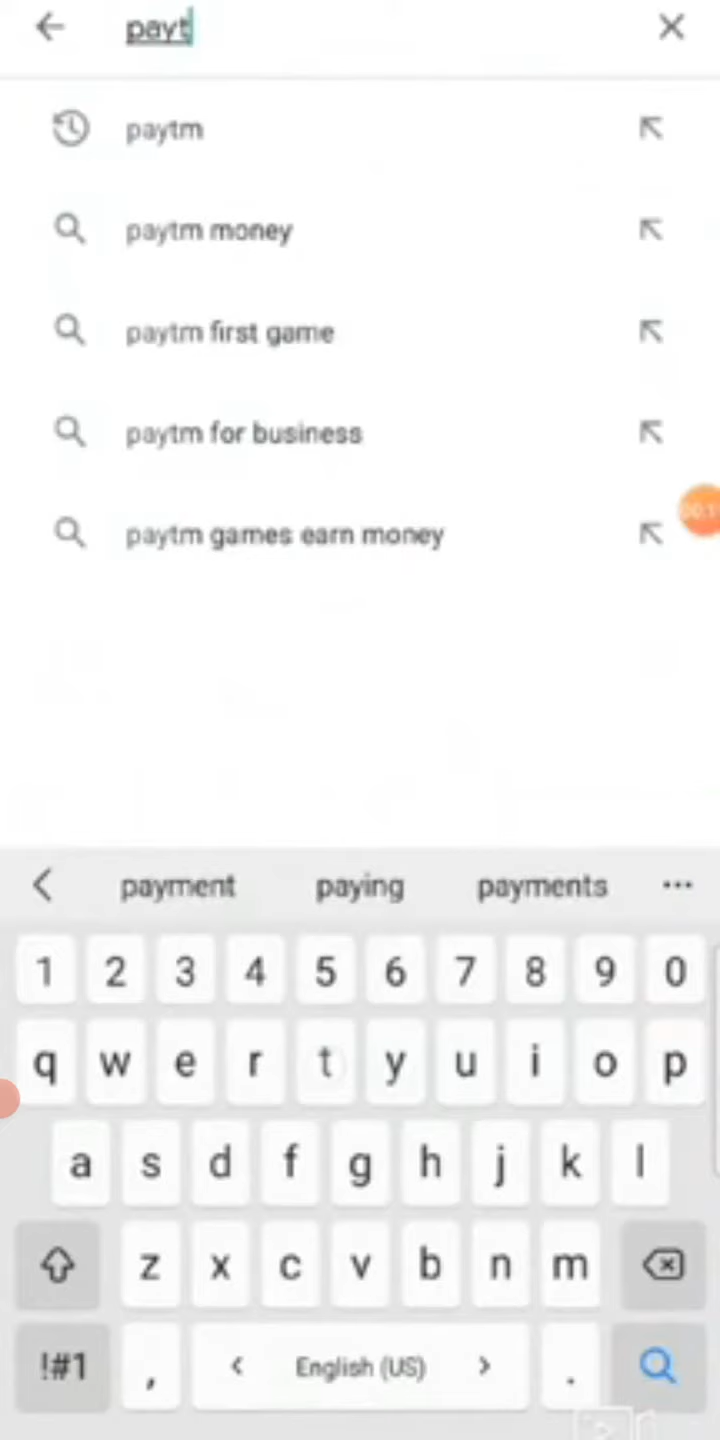 payt
paytm
paytm money
paytm first game
paytm for business
paytm games earn money
payment paying payments
1 2 3 4 5 6 7 8 9 0
q w e r t y u i o p
a s d f g h j k l
z x c v b n m
!#1 , English (US) .